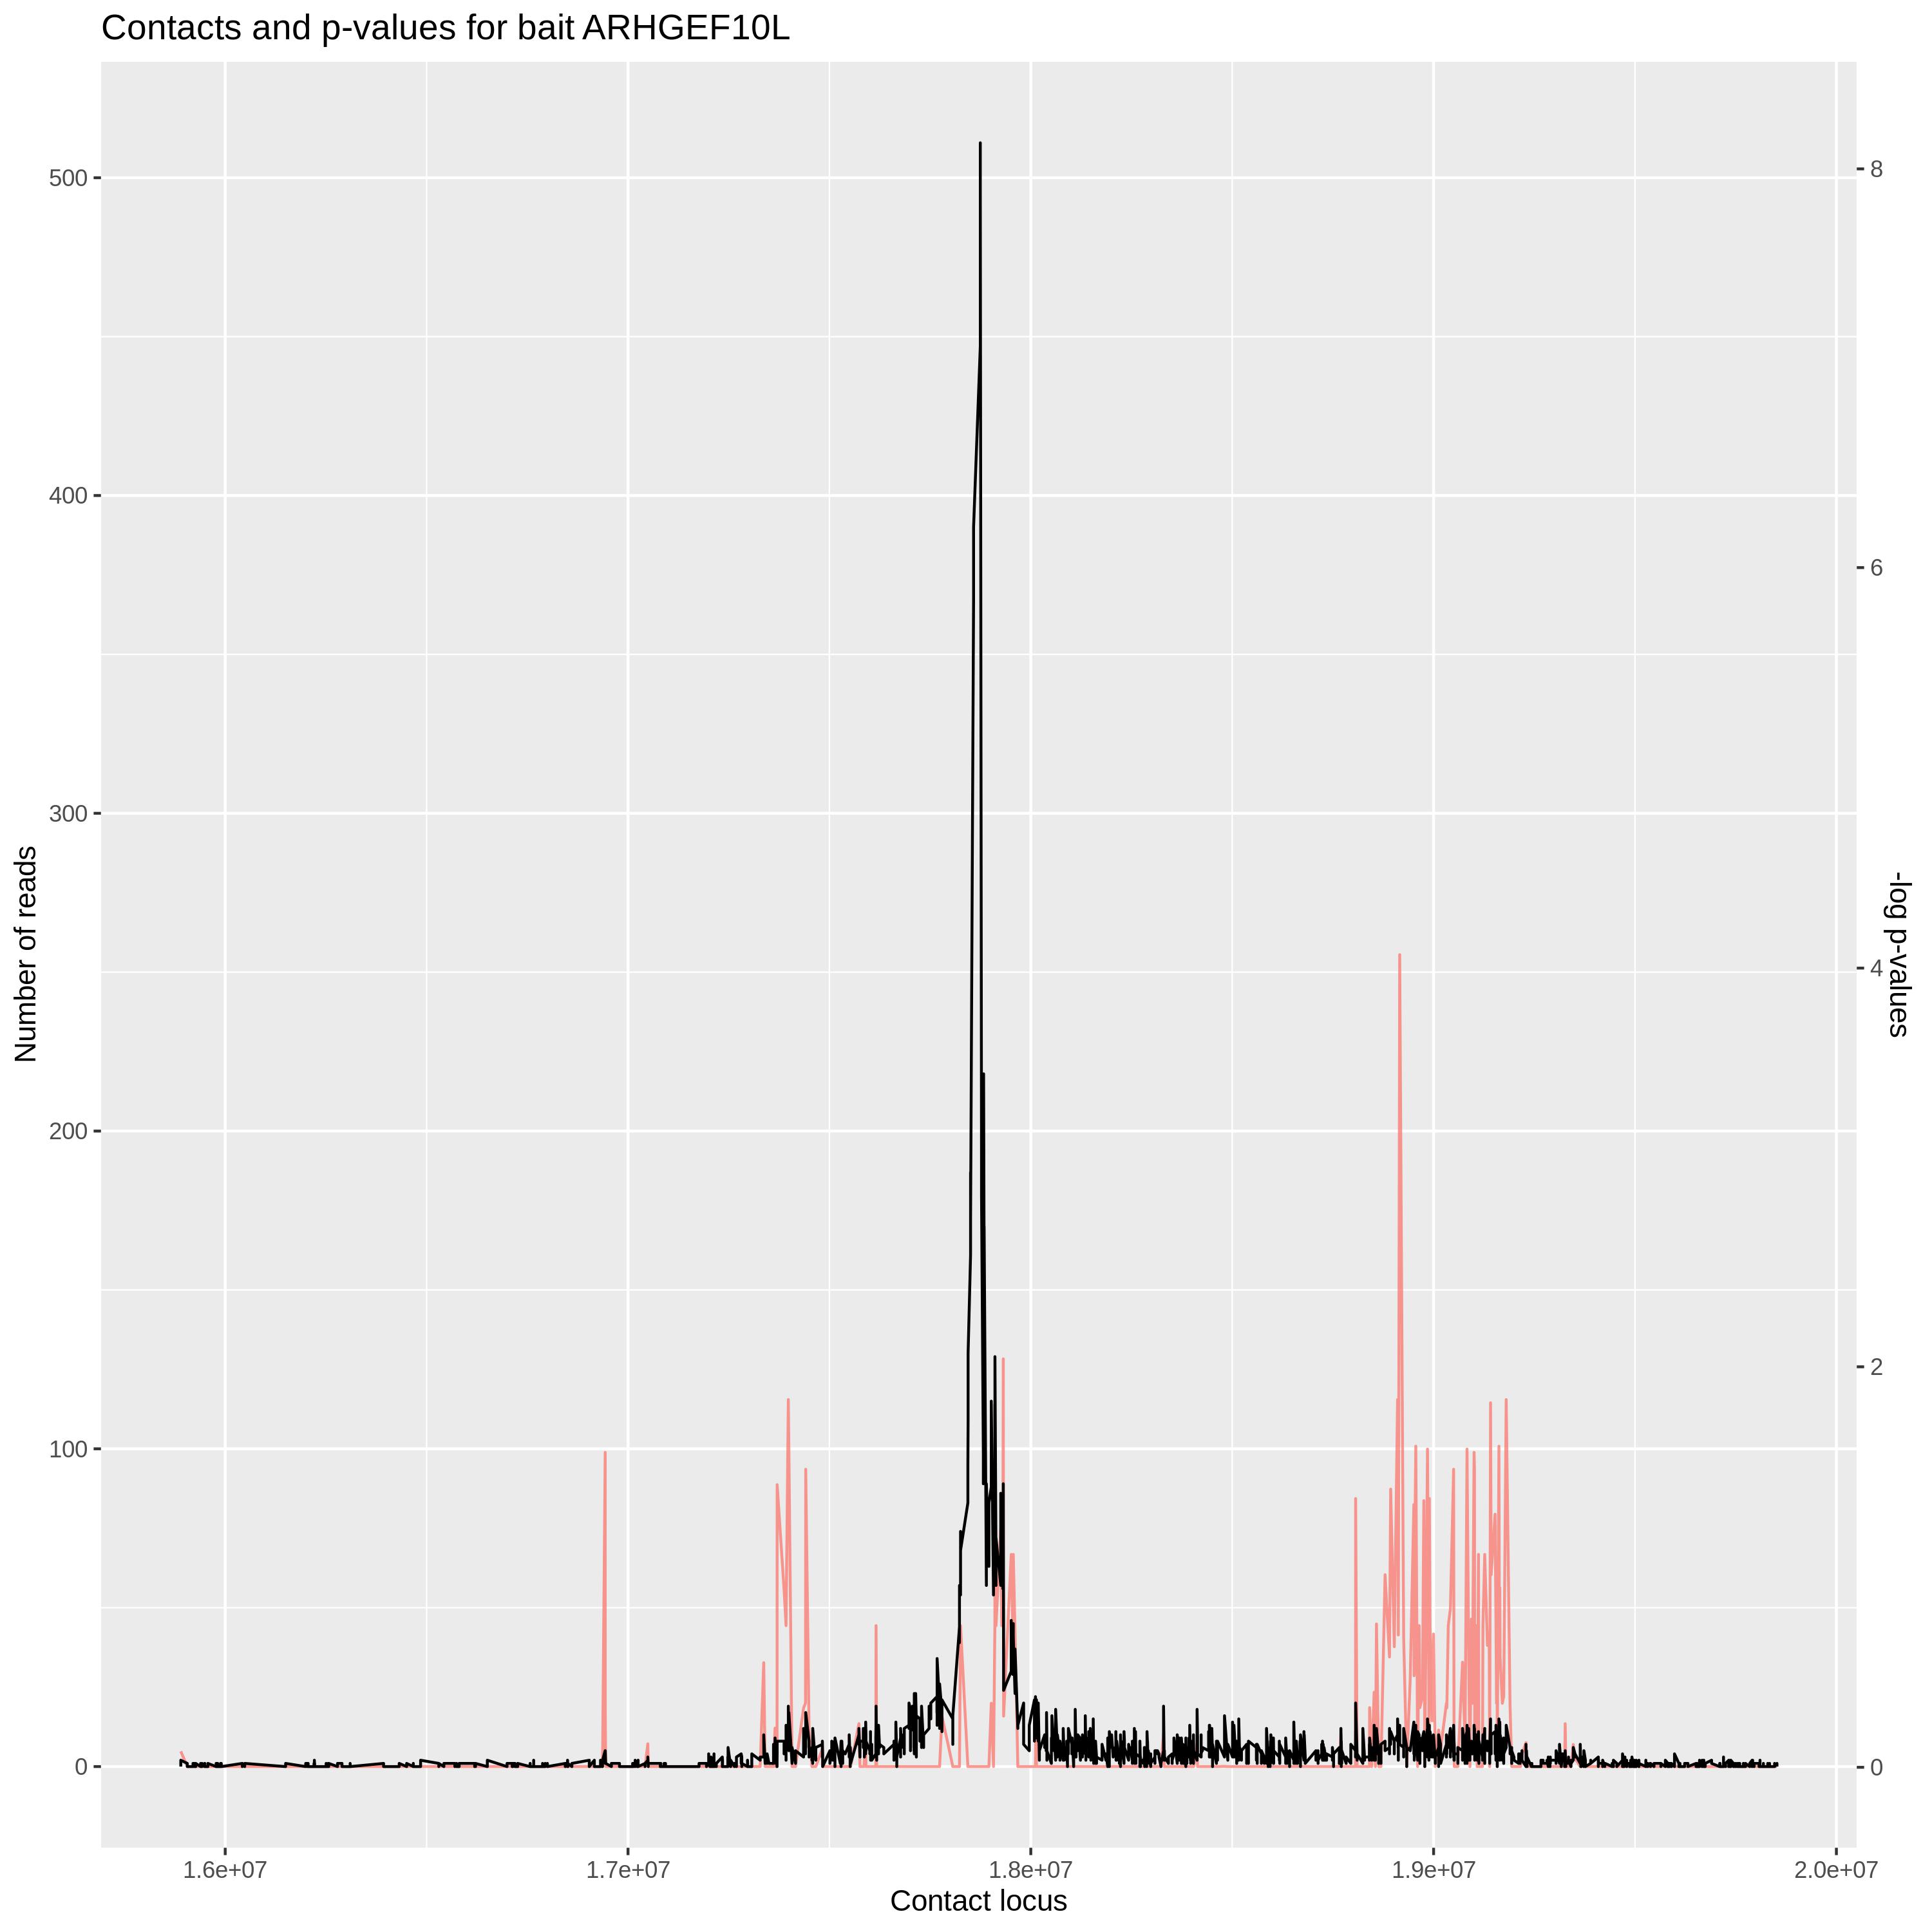 Contacts and p-values for bait ARHGEF10L
500
400
300
200
100
0
Number of reads
8
6
4
2
0
-log p-values
1.6e+07
1.7e+07
1.8e+07
1.9e+07
2.0e+07
Contact locus